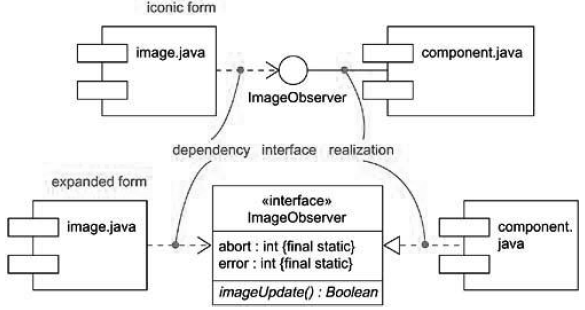 iconic form
image.java
component.java
ImageObserver
dependency interface realization
expanded form
image.java
«interface»
ImageObserver
abort : int {final static}
error : int {final static}
imageUpdate() : Boolean
component.
java